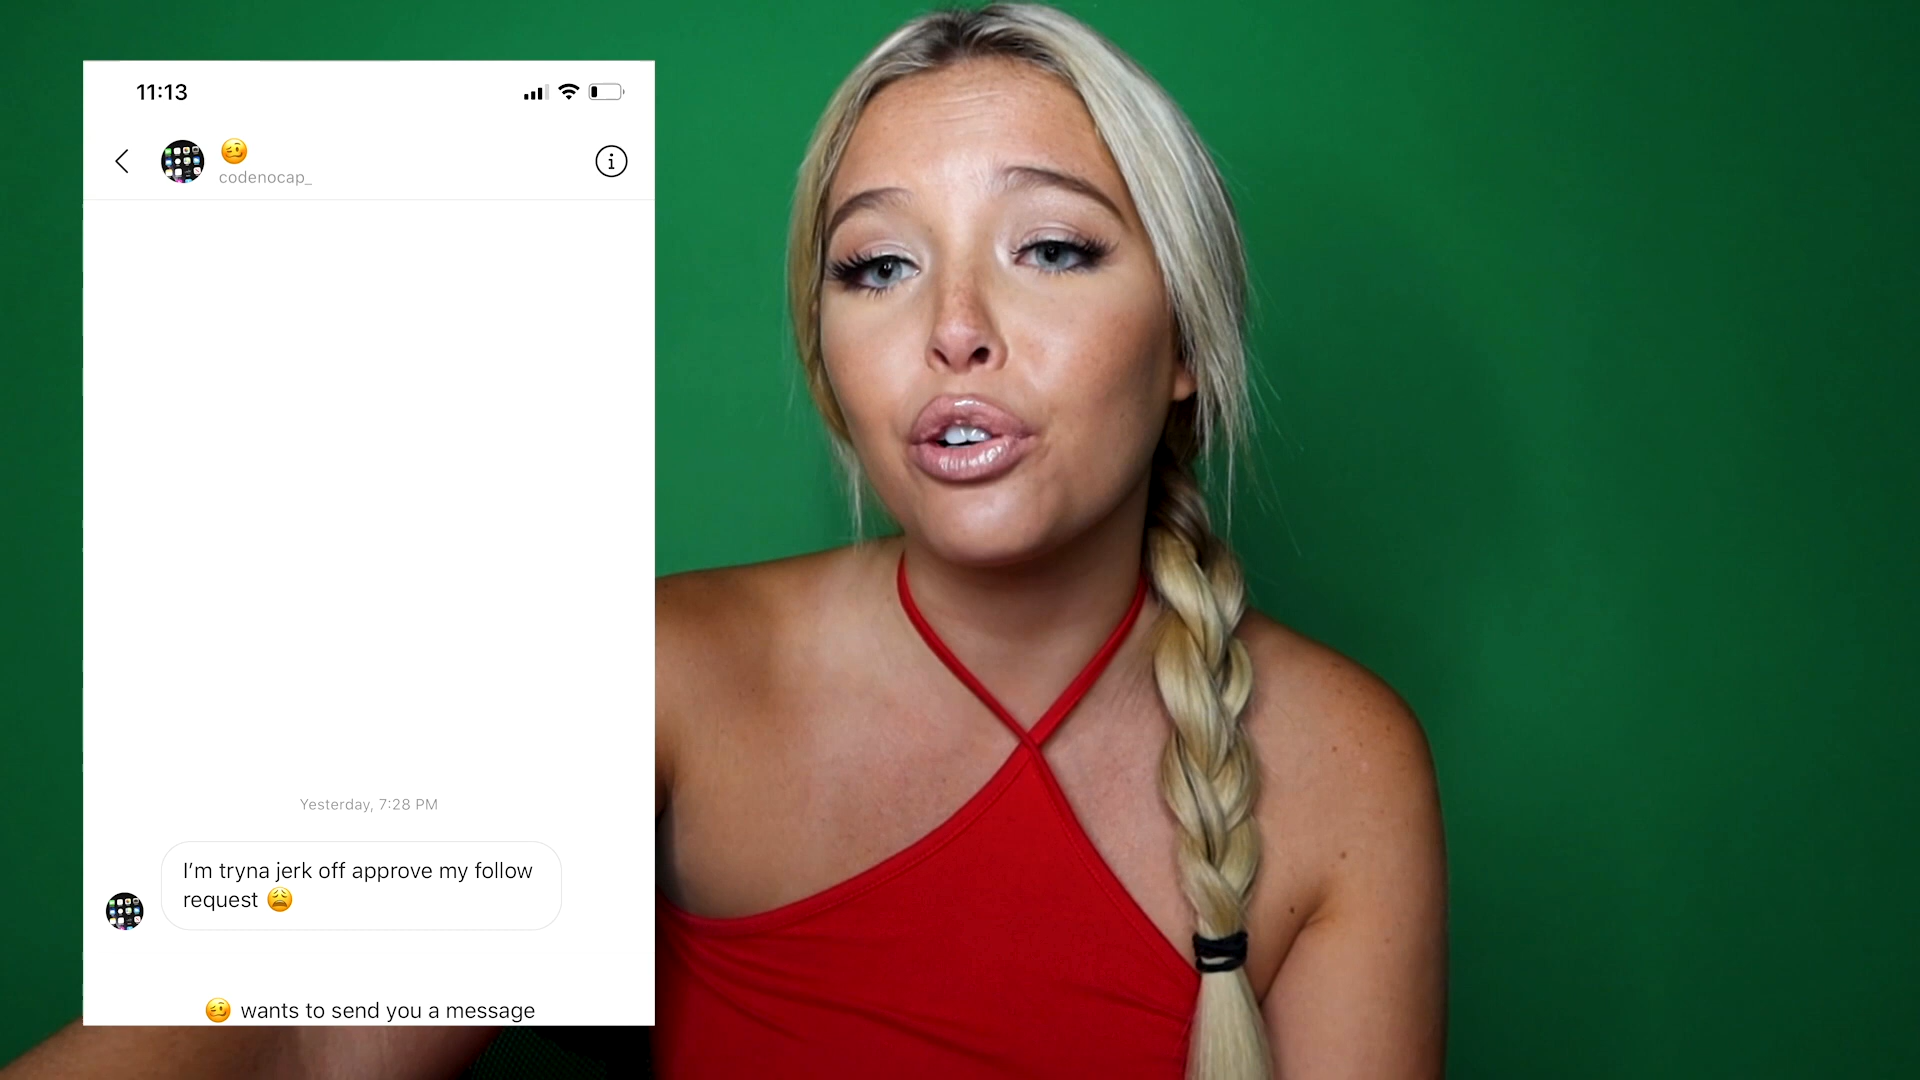 11:13
🥴
codenocap_
Yesterday, 7:28 PM
I'm tryna jerk off approve my follow
request 😩
🥴 wants to send you a message